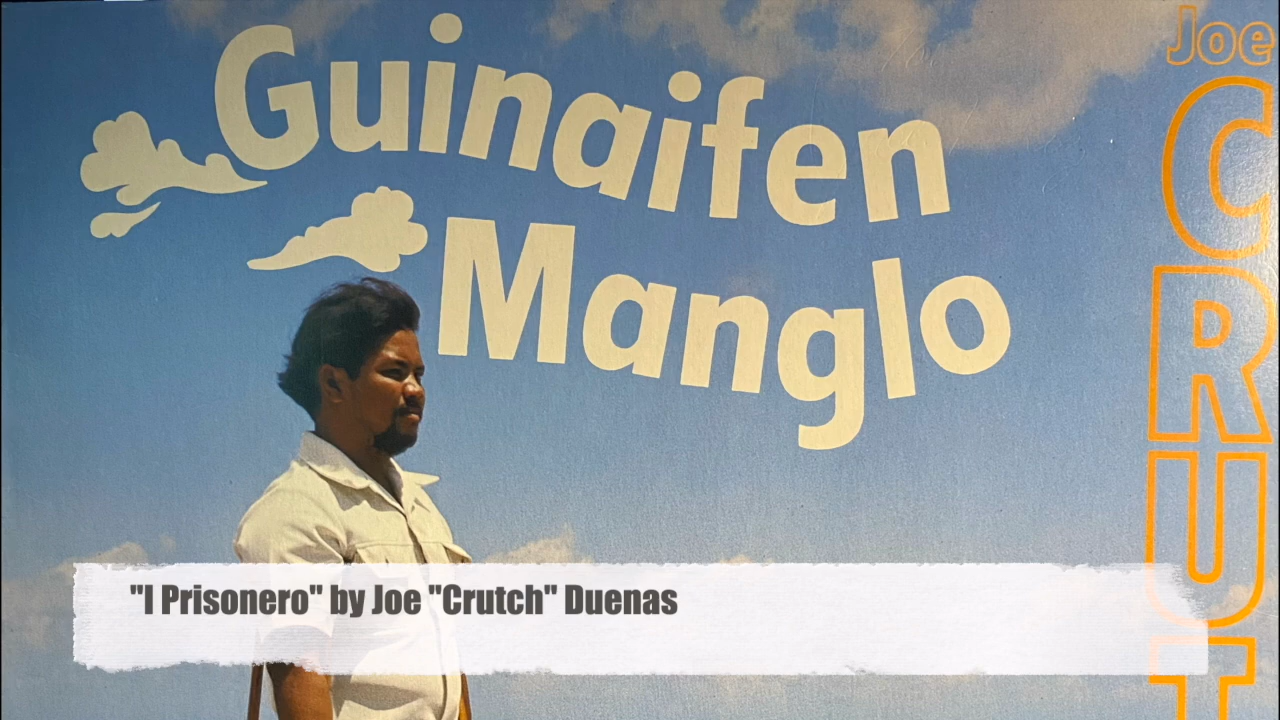 Guinaifen
Manglo
Joe
CRUT
"I Prisonero" by Joe "Crutch" Duenas